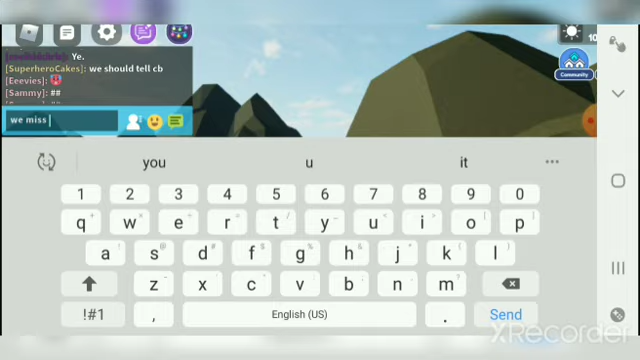 Ye.
[SuperheroCakes]: we should tell cb
[Eeevies]:
[Sammy]: ##
we miss
10
Community
you u it
1 2 3 4 5 6 7 8 9 0
q w e r t y u i o p
a s d f g h j k l
z x c v b n m
!#1 , English (US) . Send
XRecorder